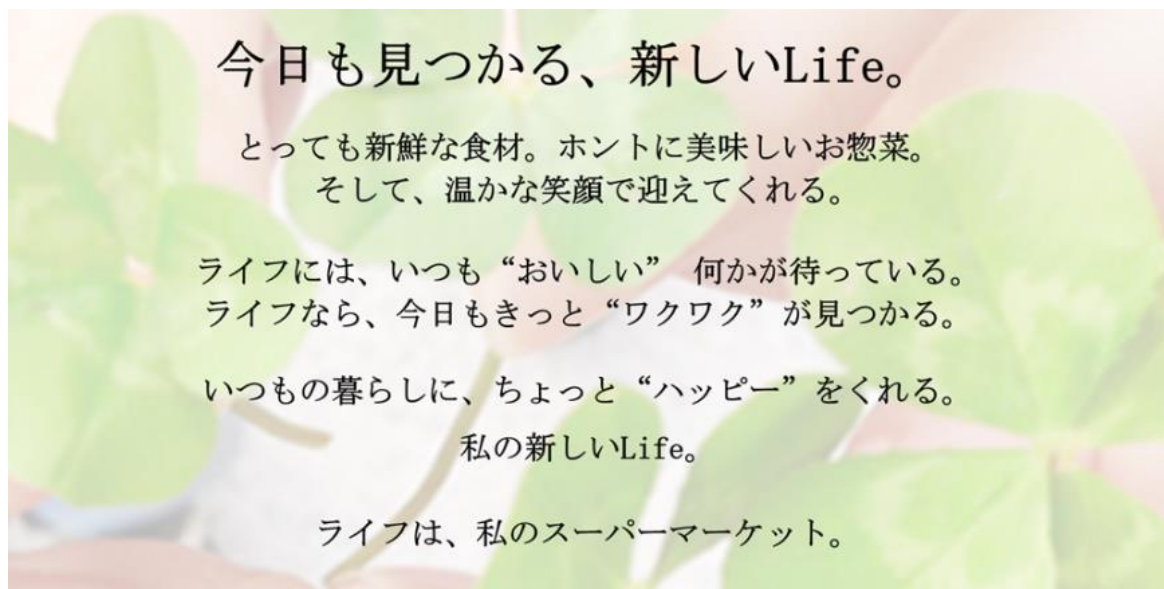 今日も見つかる、新しいLife。
とっても新鮮な食材。ホントに美味しいお惣菜。
そして、温かな笑顔で迎えてくれる。
ライフには、いつも“おいしい” 何かが待っている。
ライフなら、今日もきっと“ワクワク”が見つかる。
いつもの暮らしに、ちょっと“ハッピー”をくれる。
私の新しいLife。
ライフは、私のスーパーマーケット。